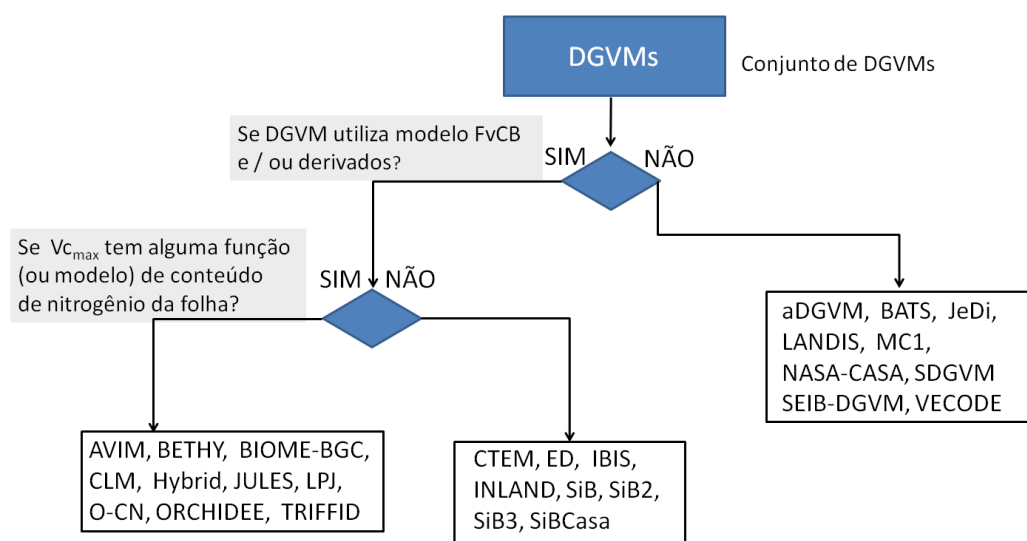 DGVMs
Conjunto de DGVMs
Se DGVM utiliza modelo FvCB
e / ou derivados?
SIM
NÃO
Se Vcmax tem alguma função
(ou modelo) de conteúdo
de nitrogênio da folha?
SIM
NÃO
aDGVM, BATS, JeDi,
LANDIS, MC1,
NASA-CASA, SDGVM
SEIB-DGVM, VECODE
AVIM, BETHY, BIOME-BGC,
CLM, Hybrid, JULES, LPJ,
O-CN, ORCHIDEE, TRIFFID
CTEM, ED, IBIS,
INLAND, SiB, SiB2,
SiB3, SiBCasa